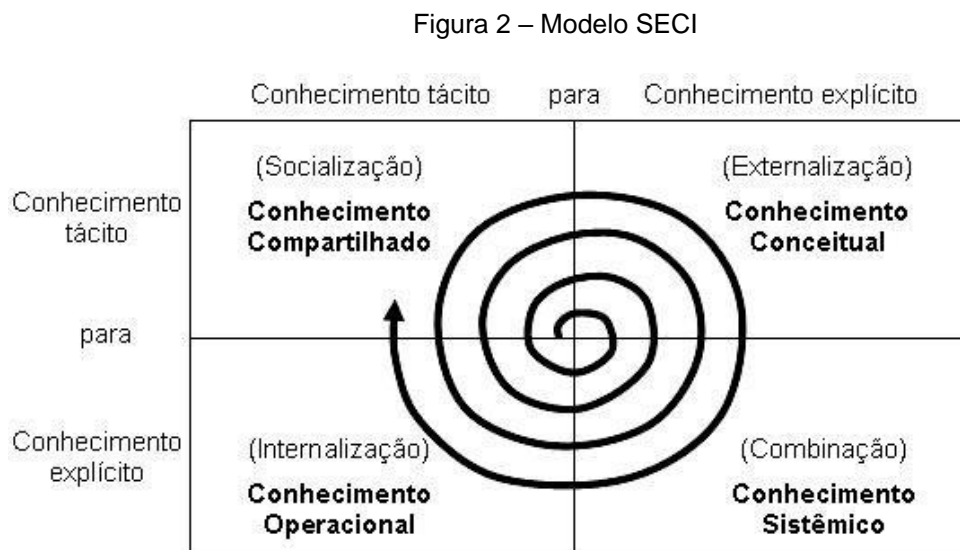 Figura 2 – Modelo SECI
Conhecimento tácito para Conhecimento explícito
(Socialização)
Conhecimento
Compartilhado
(Externalização)
Conhecimento
Conceitual
Conhecimento
tácito
para
Conhecimento
explícito
(Internalização)
Conhecimento
Operacional
(Combinação)
Conhecimento
Sistêmico